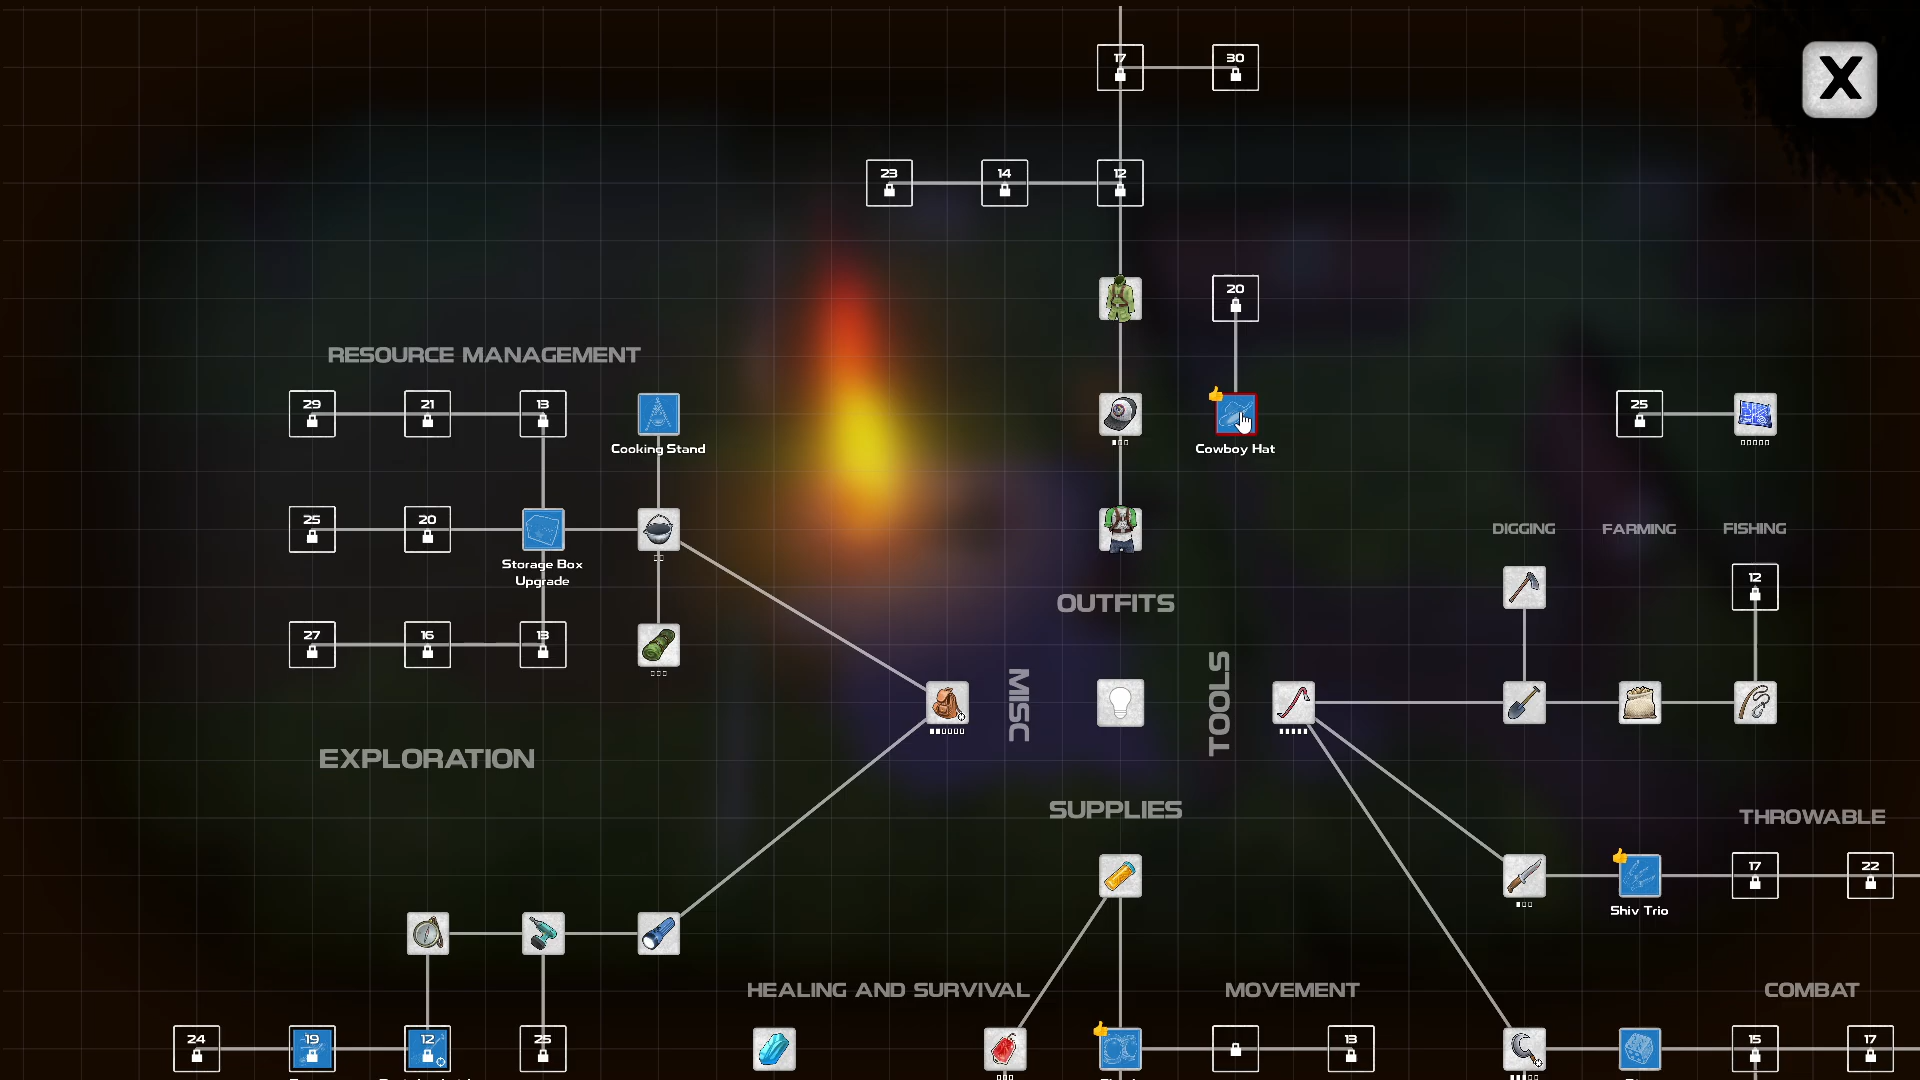 17 30
X
23 14 12
20
RESOURCE MANAGEMENT
29 21 13
25
Cooking Stand
Cowboy Hat
25 20
DIGGING FARMING FISHING
Storage Box
Upgrade
12
OUTFITS
27 16 13
MISC
TOOLS
EXPLORATION
SUPPLIES
THROWABLE
17 22
Shiv Trio
HEALING AND SURVIVAL
MOVEMENT
COMBAT
24 19 12 25
13
15 17